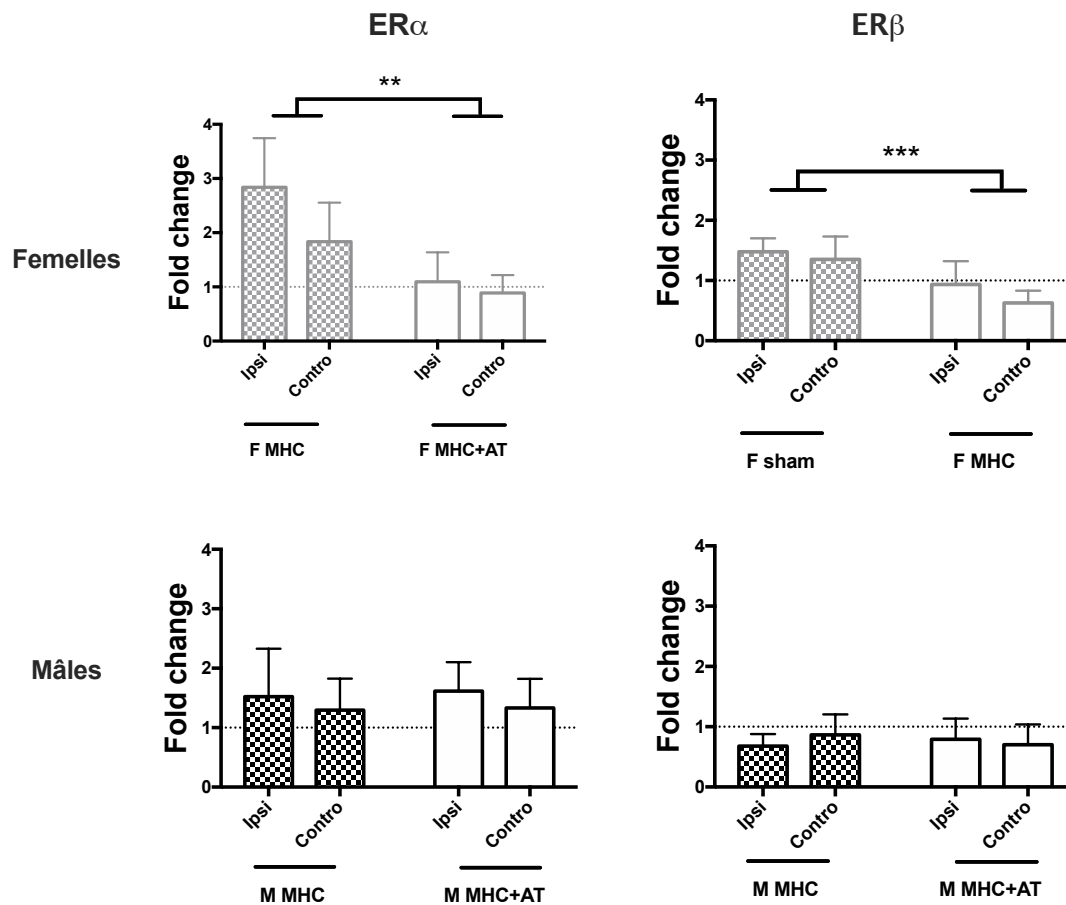 ERα
ERβ
Femelles
**
Fold change
4
3
2
1
0
Ipsi
Contro
Ipsi
Contro
F MHC
F MHC+AT
***
Fold change
4
3
2
1
0
Ipsi
Contro
Ipsi
Contro
F sham
F MHC
Mâles
Fold change
4
3
2
1
0
Ipsi
Contro
Ipsi
Contro
M MHC
M MHC+AT
Fold change
4
3
2
1
0
Ipsi
Contro
Ipsi
Contro
M MHC
M MHC+AT